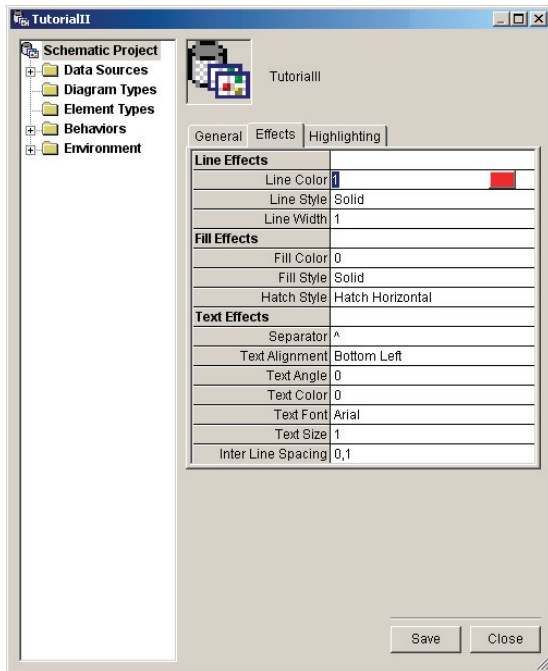 TutorialII
Schematic Project
Data Sources
Diagram Types
Element Types
Behaviors
Environment
TutorialII
General Effects Highlighting
Line Effects
Line Color 1
Line Style Solid
Line Width 1
Fill Effects
Fill Color 0
Fill Style Solid
Hatch Style Hatch Horizontal
Text Effects
Separator ^
Text Alignment Bottom Left
Text Angle 0
Text Color 0
Text Font Arial
Text Size 1
Inter Line Spacing 0,1
Save Close